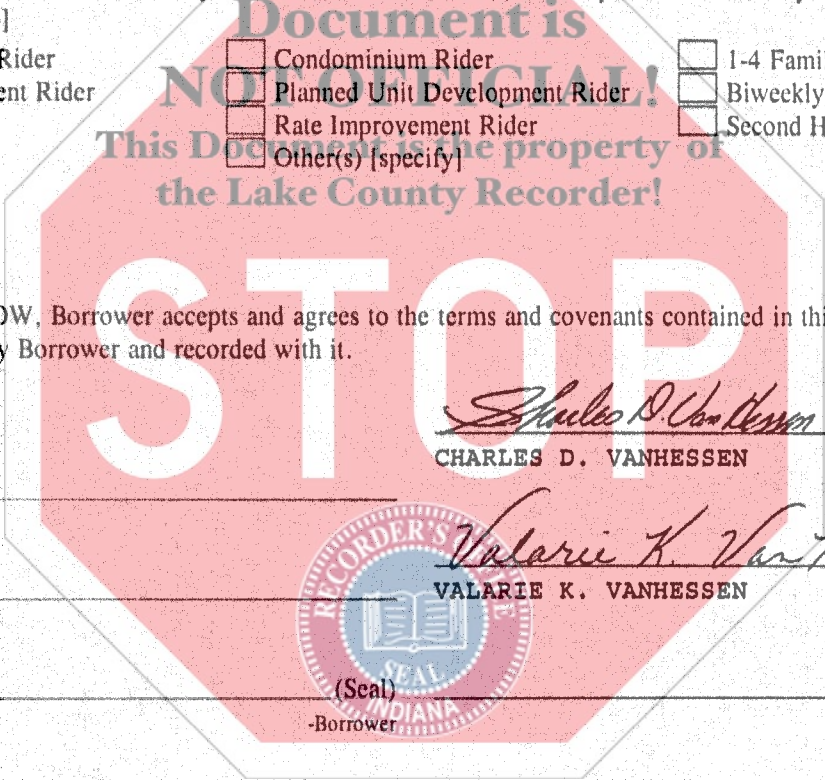 Document is
]
Rider Condominium Rider 1-4 Fami
NOT OFFICIAL!
ent Rider Planned Unit Development Rider Biweekly
Rate Improvement Rider Second H
This Document is the property of
Other(s) [specify]
the Lake County Recorder!
STOP
OW, Borrower accepts and agrees to the terms and covenants contained in thi
y Borrower and recorded with it.
Charles D. VanHessen
CHARLES D. VANHESSEN
Valarie K. Van
VALARIE K. VANHESSEN
RECORDER'S OFFICE
SEAL
INDIANA
(Seal)
-Borrower